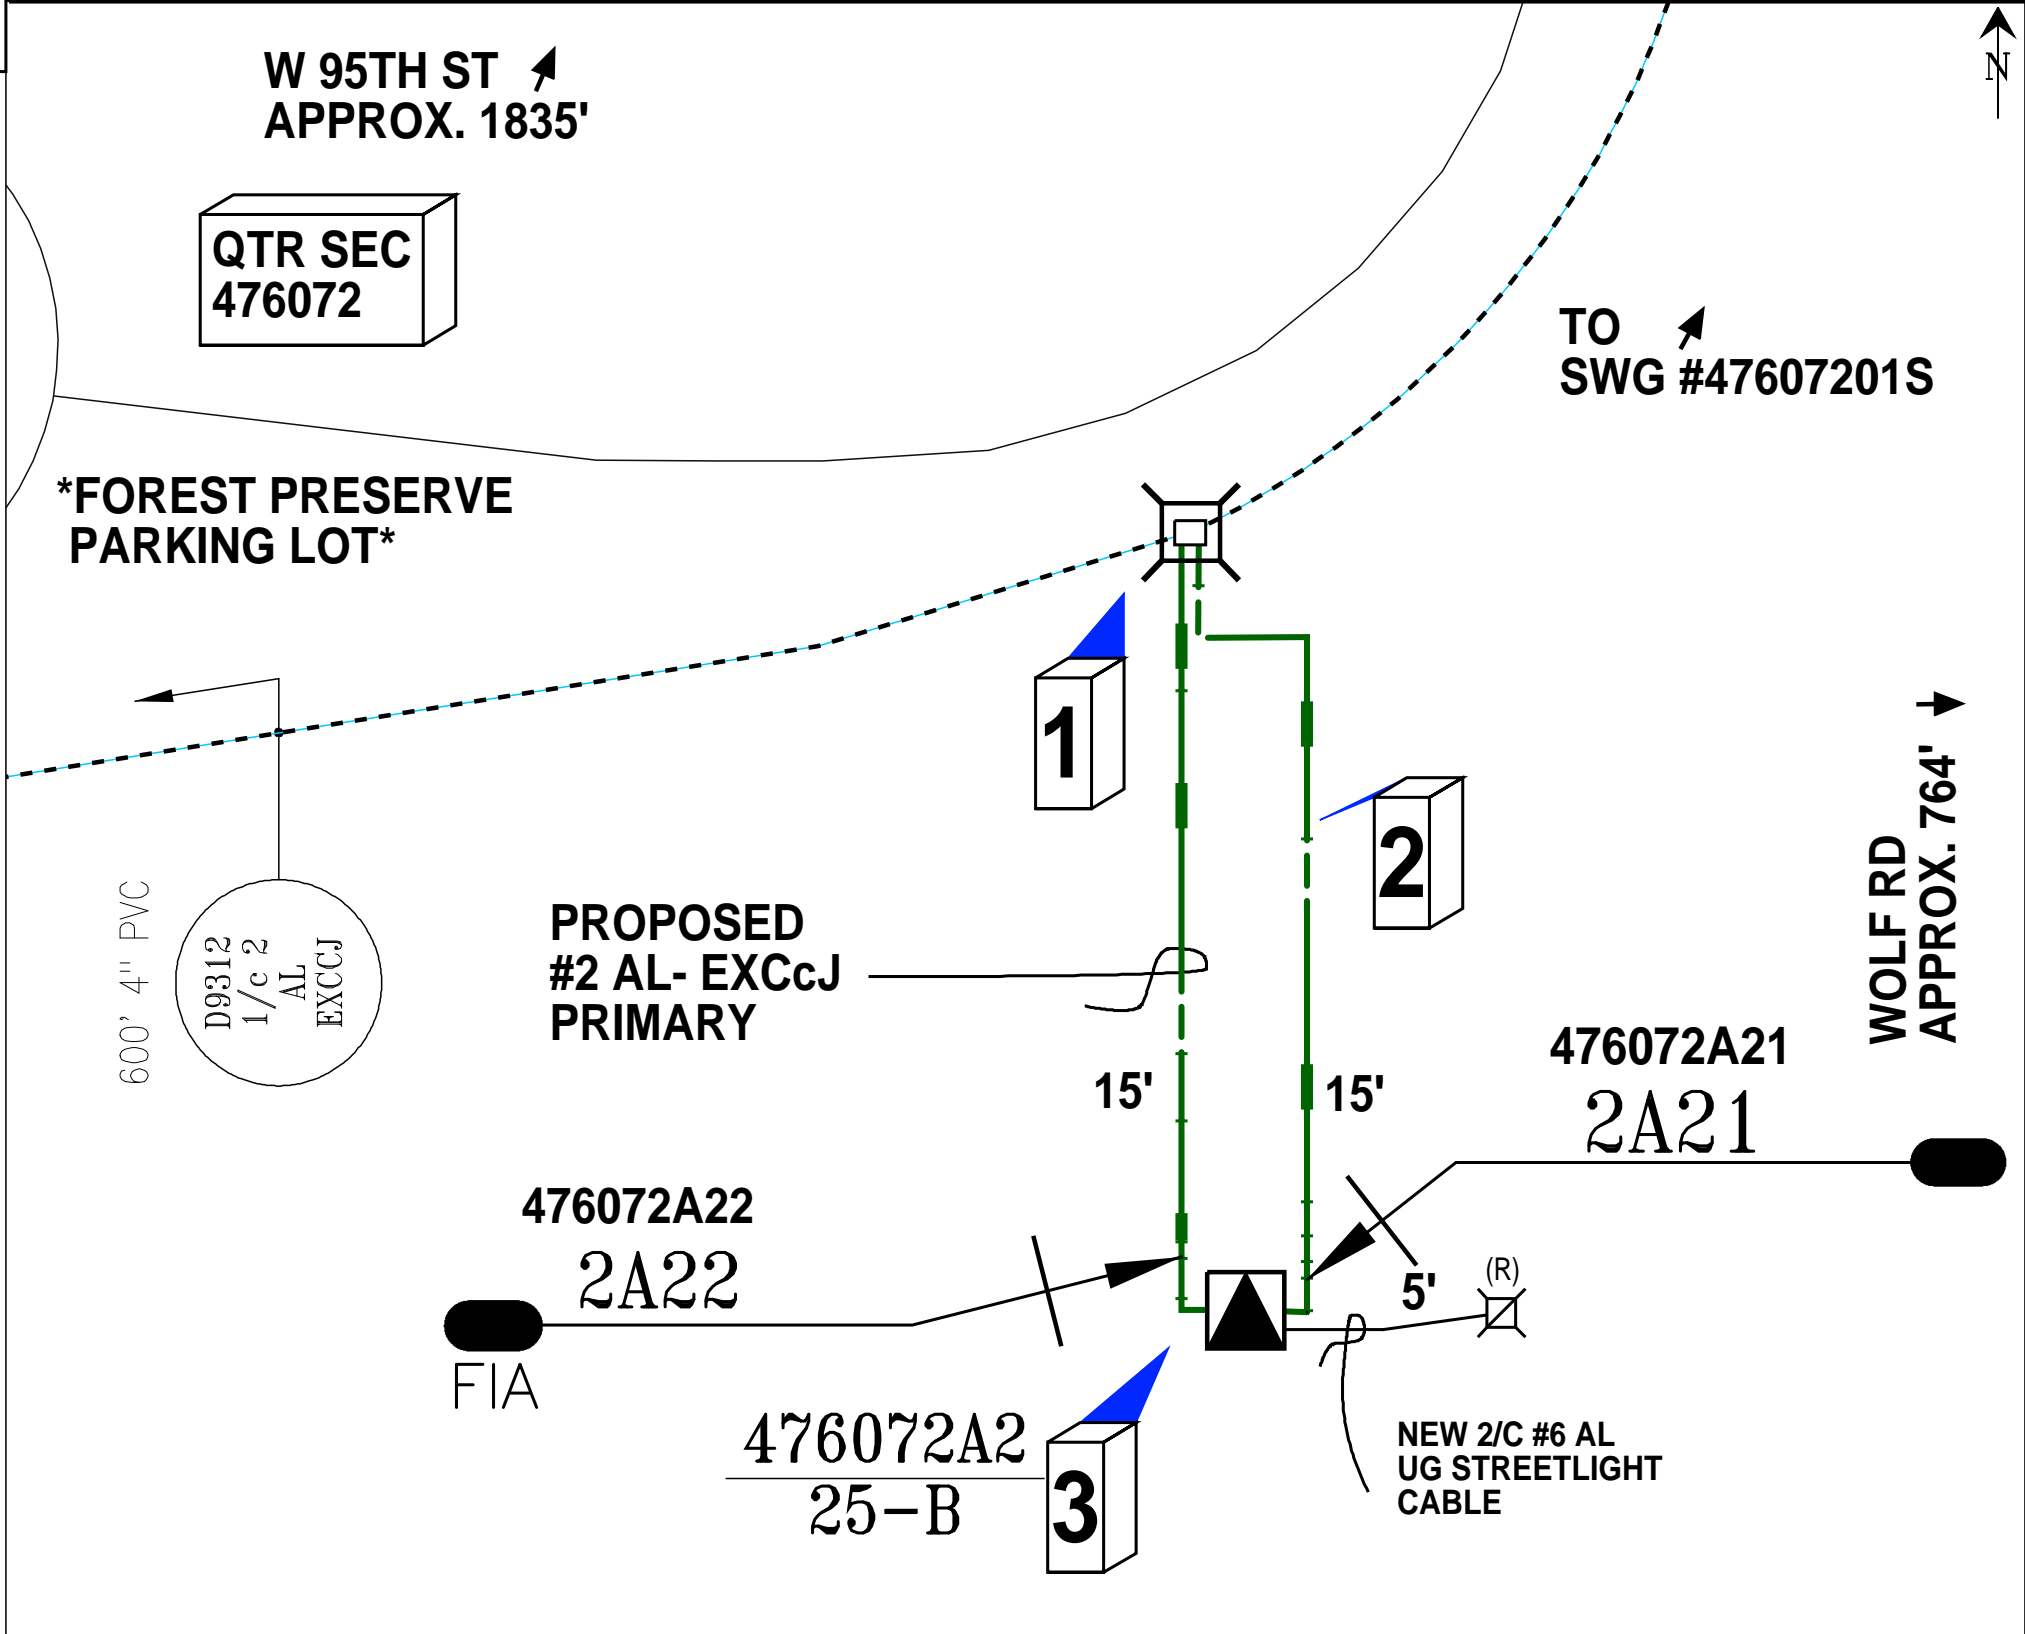 W 95TH ST
APPROX. 1835'
N
QTR SEC
476072
TO
SWG #47607201S
*FOREST PRESERVE
PARKING LOT*
1
2
WOLF RD
APPROX. 764'
600' 4" PVC
D9312
1/c 2
AL
EXCCJ
PROPOSED
#2 AL- EXCcJ
PRIMARY
15'
15'
476072A21
2A21
476072A22
2A22
FIA
5'
(R)
476072A2
25-B
3
NEW 2/C #6 AL
UG STREETLIGHT
CABLE